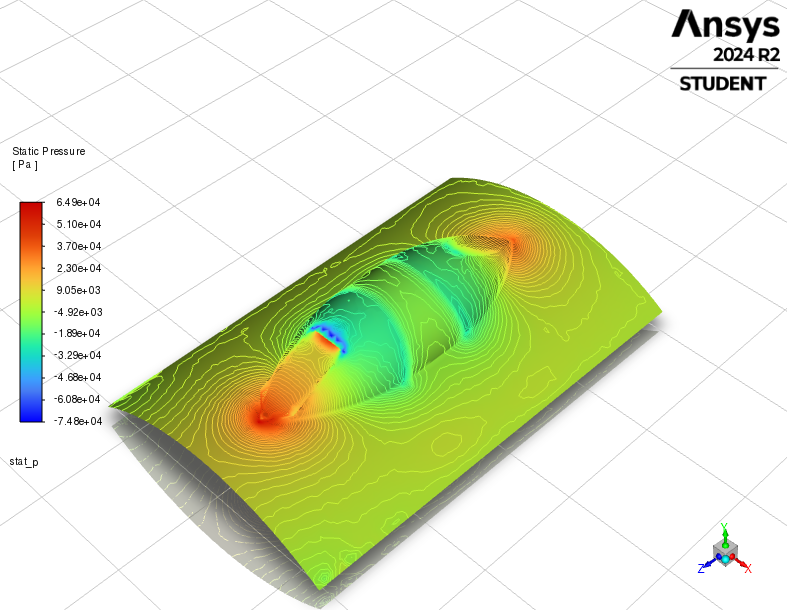 Ansys
2024 R2
STUDENT
Static Pressure
[ Pa ]
6.49e+04
5.10e+04
3.70e+04
2.30e+04
9.05e+03
-4.92e+03
-1.89e+04
-3.29e+04
-4.68e+04
-6.08e+04
-7.48e+04
stat_p
Y
Z
X